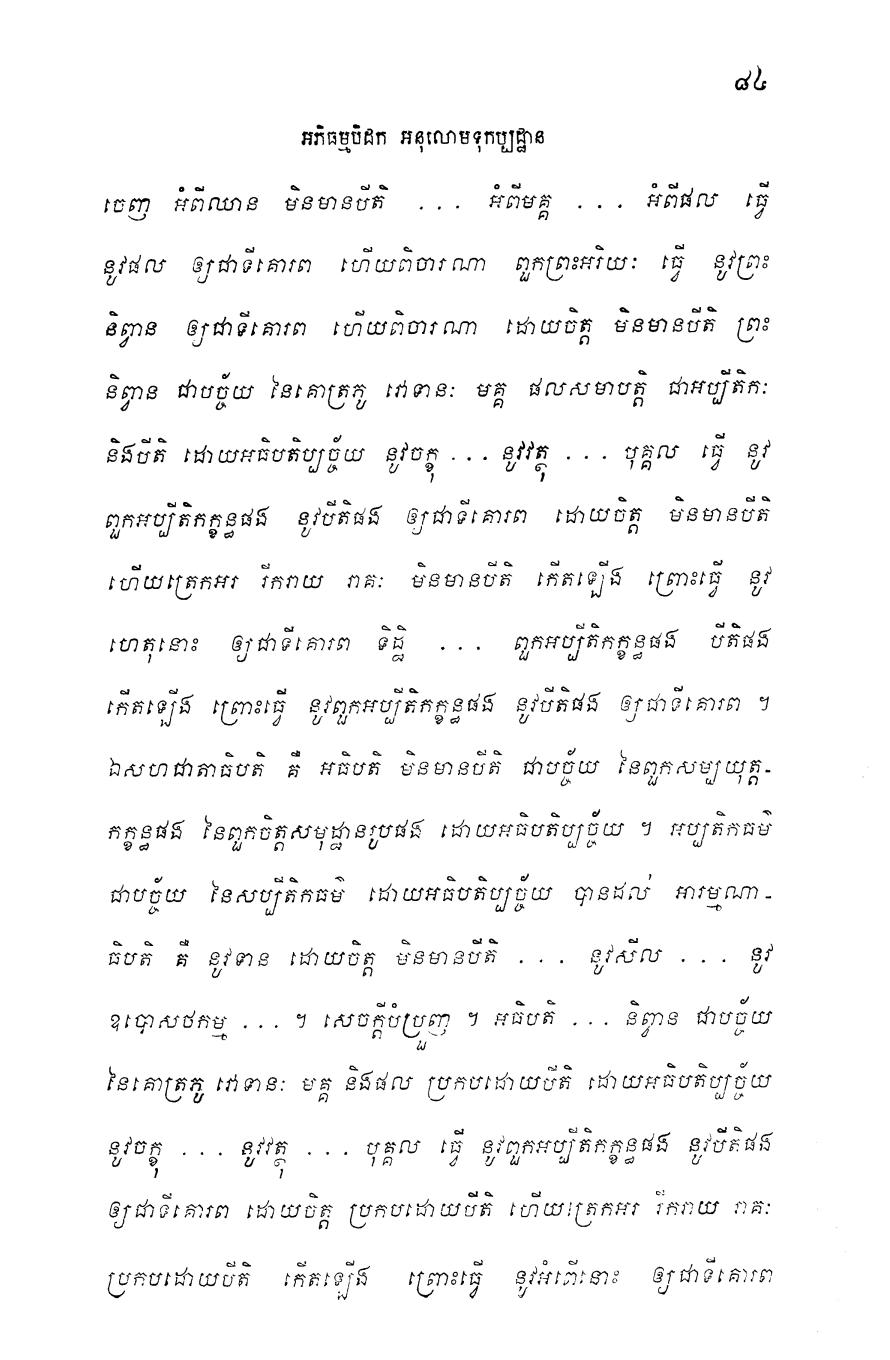 ៨៤
អភិធម្មបិដក អនុលោមទុកប្បដ្ឋាន
ចេញ អំពីឈាន មិនមានបីតិ . . . អំពីមគ្គ . . . អំពីផល ធ្វើ
នូវផល ឲ្យជាទីគោរព ហើយពិចារណា ពួកព្រះអរិយៈ ធ្វើ នូវព្រះ
និព្វាន ឲ្យជាទីគោរព ហើយពិចារណា ដោយចិត្ត មិនមានបីតិ ព្រះ
និព្វាន ជាបច្ច័យ នៃគោត្រភូ វោទានៈ មគ្គ ផលសមាបត្តិ ជាអប្បីតិកៈ
និងបីតិ ដោយអធិបតិប្បច្ច័យ នូវចក្ខុ . . . នូវវត្ថុ . . . បុគ្គល ធ្វើ នូវ
ពួកអប្បីតិកក្ខន្ធផង នូវបីតិផង ឲ្យជាទីគោរព ដោយចិត្ត មិនមានបីតិ
ហើយត្រេកអរ រីករាយ រាគៈ មិនមានបីតិ កើតឡើង ព្រោះធ្វើ នូវ
ហេតុនោះ ឲ្យជាទីគោរព ទិដ្ឋិ . . . ពួកអប្បីតិកក្ខន្ធផង បីតិផង
កើតឡើង ព្រោះធ្វើ នូវពួកអប្បីតិកក្ខន្ធផង នូវបីតិផង ឲ្យជាទីគោរព ។
ឯសហជាតាធិបតិ គឺ អធិបតិ មិនមានបីតិ ជាបច្ច័យ នៃពួកសម្បយុត្ត-
កក្ខន្ធផង នៃពួកចិត្តសមុដ្ឋានរូបផង ដោយអធិបតិប្បច្ច័យ ។ អប្បតិកធម៌
ជាបច្ច័យ នៃសប្បីតិកធម៌ ដោយអធិបតិប្បច្ច័យ បានដល់ អារម្មណា-
ធិបតិ គឺ នូវទាន ដោយចិត្ត មិនមានបីតិ . . . នូវសីល . . . នូវ
ឧបោសថកម្ម . . . ។ សេចក្តីបំប្រួញ ។ អធិបតិ . . . និព្វាន ជាបច្ច័យ
នៃគោត្រភូ វោទានៈ មគ្គ និងផល ប្រកបដោយបីតិ ដោយអធិបតិប្បច្ច័យ
នូវចក្ខុ . . . នូវវត្ថុ . . . បុគ្គល ធ្វើ នូវពួកអប្បីតិកក្ខន្ធផង នូវបីតិផង
ឲ្យជាទីគោរព ដោយចិត្ត ប្រកបដោយបីតិ ហើយត្រេកអរ រីករាយ រាគៈ
ប្រកបដោយបីតិ កើតឡើង ព្រោះធ្វើ នូវអំពើនោះ ឲ្យជាទីគោរព